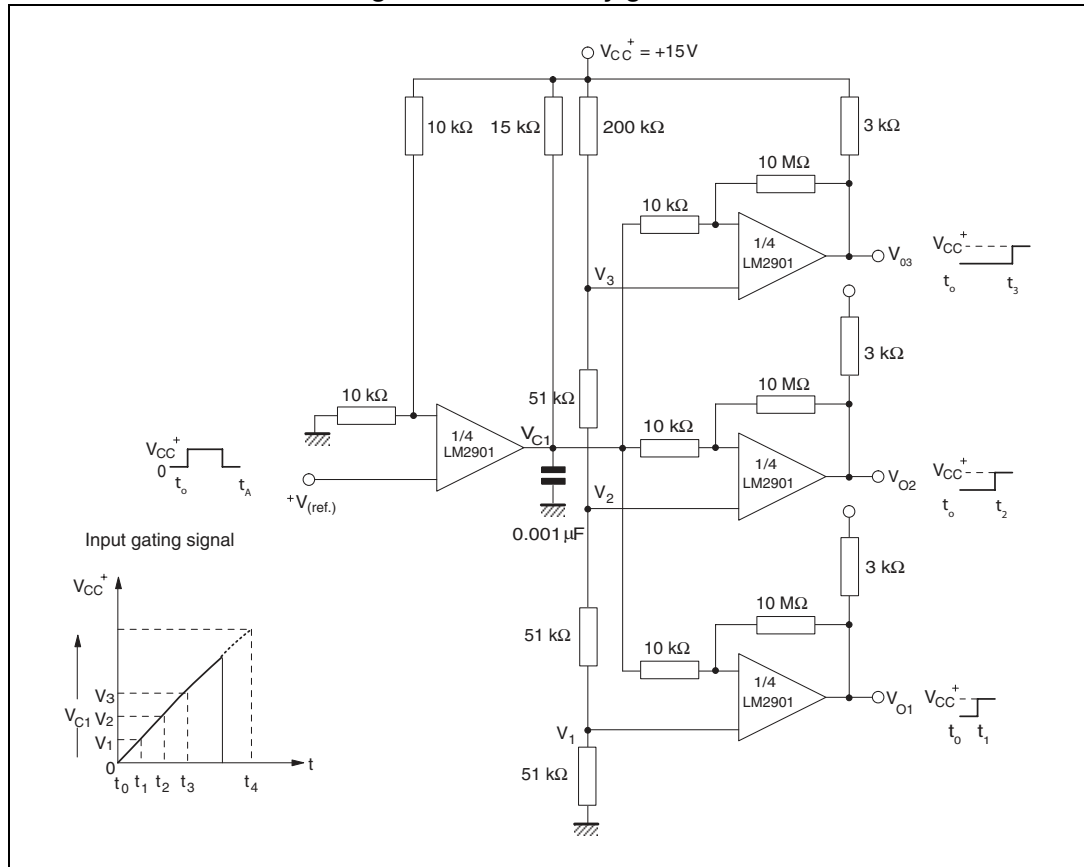 V_CC^+ = +15V
10 kΩ
15 kΩ
200 kΩ
3 kΩ
10 MΩ
10 kΩ
1/4
LM2901
V_03
V_CC^+
t_o
t_3
V_3
3 kΩ
51 kΩ
10 MΩ
10 kΩ
10 kΩ
1/4
LM2901
V_C1
1/4
LM2901
V_O2
V_CC^+
t_o
t_2
V_CC^+
0
t_o
t_A
+V(ref.)
V_2
0.001 µF
Input gating signal
3 kΩ
10 MΩ
51 kΩ
10 kΩ
1/4
LM2901
V_O1
V_CC^+
t_0
t_1
V_1
51 kΩ
V_CC^+
V_3
V_C1
V_2
V_1
0
t
t_0
t_1
t_2
t_3
t_4